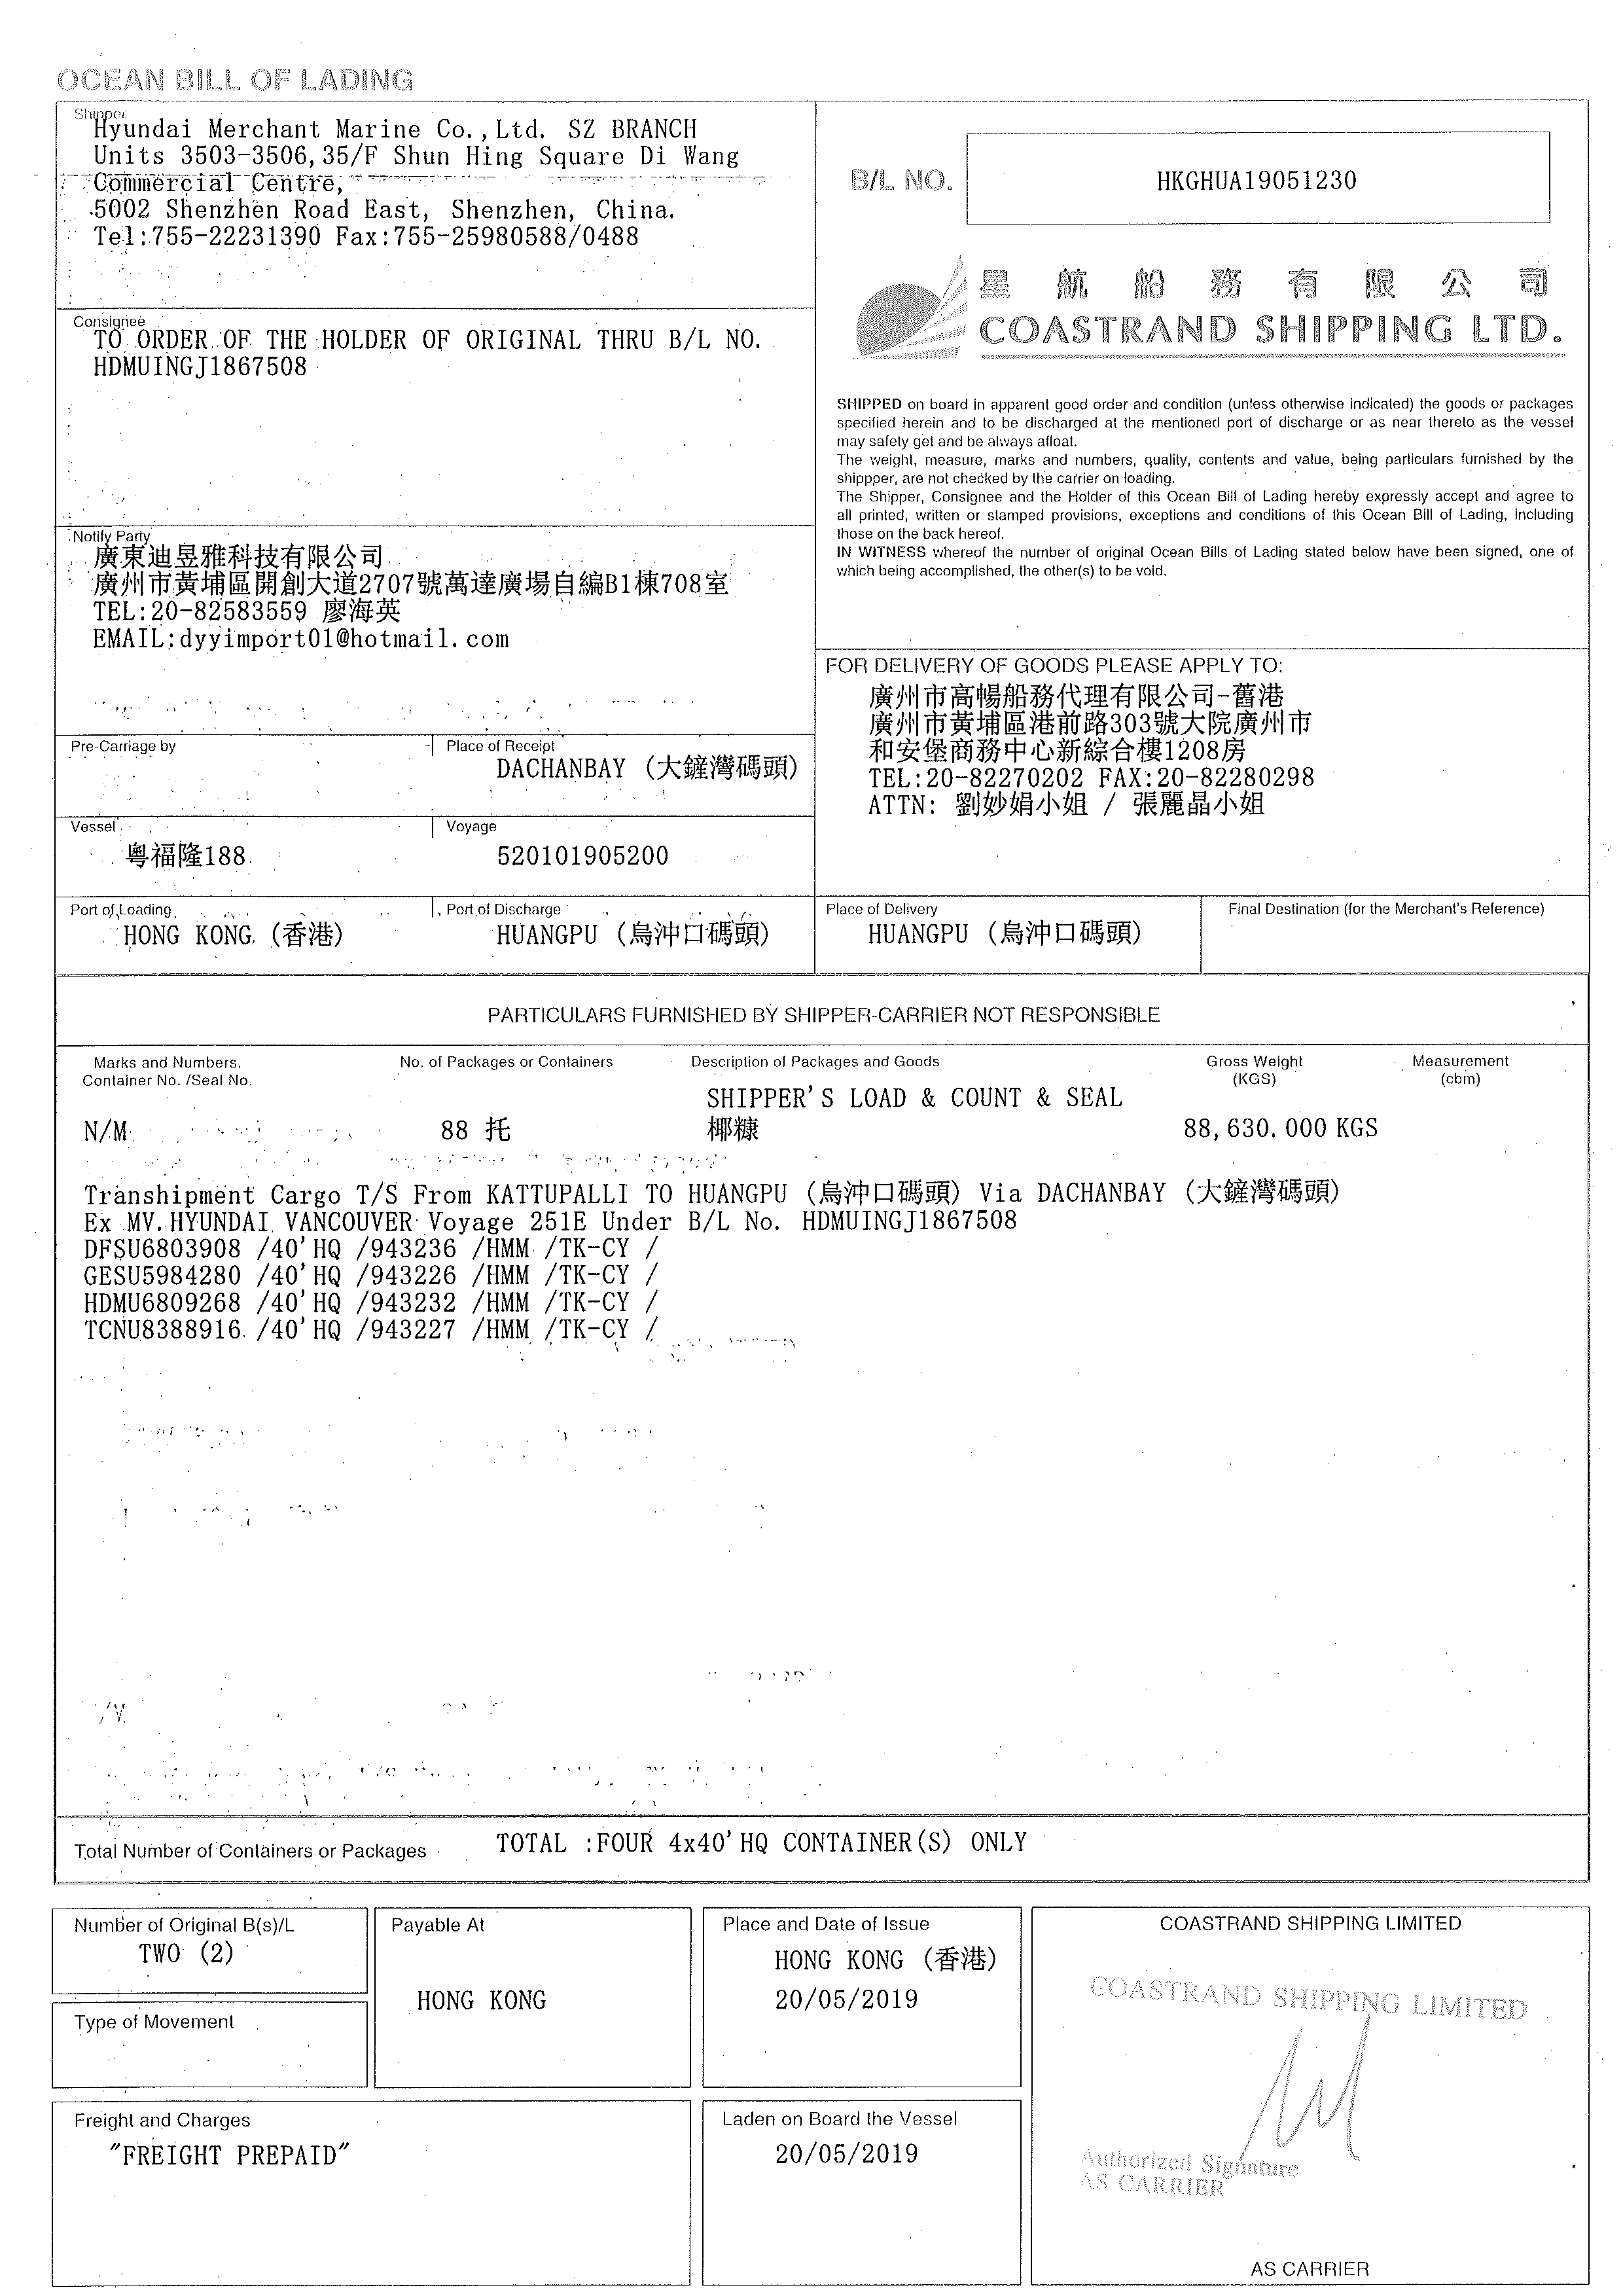 OCEAN BILL OF LADING
Shipper
Hyundai Merchant Marine Co.,Ltd. SZ BRANCH
Units 3503-3506,35/F Shun Hing Square Di Wang
Commercial Centre,
5002 Shenzhen Road East, Shenzhen, China.
Tel:755-22231390 Fax:755-25980588/0488
B/L NO.
HKGHUA19051230
星航船務有限公司
COASTRAND SHIPPING LTD.
Consignee
TO ORDER OF THE HOLDER OF ORIGINAL THRU B/L NO.
HDMUINGJ1867508
SHIPPED on board in apparent good order and condition (unless otherwise indicated) the goods or packages
specified herein and to be discharged at the mentioned port of discharge or as near thereto as the vessel
may safety get and be always afloat.
The weight, measure, marks and numbers, quality, contents and value, being particulars furnished by the
shippper, are not checked by the carrier on loading.
The Shipper, Consignee and the Holder of this Ocean Bill of Lading hereby expressly accept and agree to
all printed, written or stamped provisions, exceptions and conditions of this Ocean Bill of Lading, including
those on the back hereof.
IN WITNESS whereof the number of original Ocean Bills of Lading stated below have been signed, one of
which being accomplished, the other(s) to be void.
Notify Party
廣東迪昱雅科技有限公司
廣州市黃埔區開創大道2707號萬達廣場自編B1棟708室
TEL:20-82583559 廖海英
EMAIL:dyyimport01@hotmail.com
FOR DELIVERY OF GOODS PLEASE APPLY TO:
廣州市高暢船務代理有限公司-舊港
廣州市黃埔區港前路303號大院廣州市
和安堡商務中心新綜合樓1208房
TEL:20-82270202 FAX:20-82280298
ATTN: 劉妙娟小姐 / 張麗晶小姐
Pre-Carriage by
Place of Receipt
DACHANBAY (大鏟灣碼頭)
Vessel
粵福隆188
Voyage
520101905200
Port of Loading
HONG KONG (香港)
Port of Discharge
HUANGPU (烏沖口碼頭)
Place of Delivery
HUANGPU (烏沖口碼頭)
Final Destination (for the Merchant's Reference)
PARTICULARS FURNISHED BY SHIPPER-CARRIER NOT RESPONSIBLE
Marks and Numbers, No. of Packages or Containers Description of Packages and Goods Gross Weight Measurement
Container No. /Seal No. (KGS) (cbm)
SHIPPER'S LOAD & COUNT & SEAL
N/M 88 托 椰糠 88,630.000 KGS
Transhipment Cargo T/S From KATTUPALLI TO HUANGPU (烏沖口碼頭) Via DACHANBAY (大鏟灣碼頭)
Ex MV.HYUNDAI VANCOUVER Voyage 251E Under B/L No. HDMUINGJ1867508
DFSU6803908 /40'HQ /943236 /HMM /TK-CY /
GESU5984280 /40'HQ /943226 /HMM /TK-CY /
HDMU6809268 /40'HQ /943232 /HMM /TK-CY /
TCNU8388916 /40'HQ /943227 /HMM /TK-CY /
Total Number of Containers or Packages TOTAL :FOUR 4x40'HQ CONTAINER(S) ONLY
Number of Original B(s)/L
TWO (2)
Type of Movement
Payable At
HONG KONG
Place and Date of Issue
HONG KONG (香港)
20/05/2019
Freight and Charges
"FREIGHT PREPAID"
Laden on Board the Vessel
20/05/2019
COASTRAND SHIPPING LIMITED
COASTRAND SHIPPING LIMITED
Authorized Signature
AS CARRIER
AS CARRIER